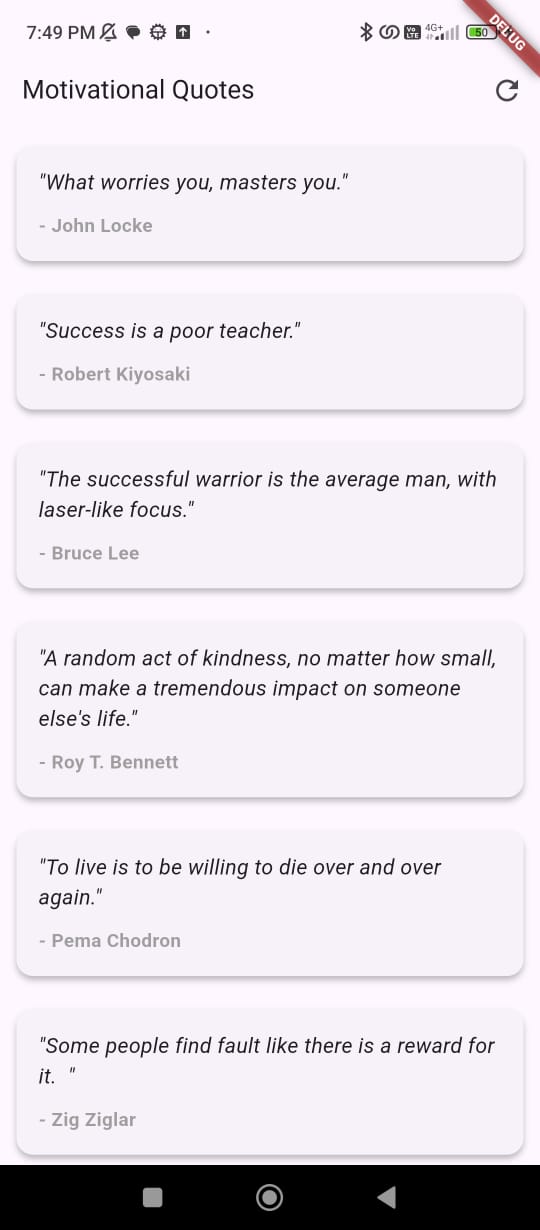 7:49 PM
Vo
LTE
4G+
50
DEBUG
Motivational Quotes
"What worries you, masters you."
- John Locke
"Success is a poor teacher."
- Robert Kiyosaki
"The successful warrior is the average man, with
laser-like focus."
- Bruce Lee
"A random act of kindness, no matter how small,
can make a tremendous impact on someone
else's life."
- Roy T. Bennett
"To live is to be willing to die over and over
again."
- Pema Chodron
"Some people find fault like there is a reward for
it.  "
- Zig Ziglar